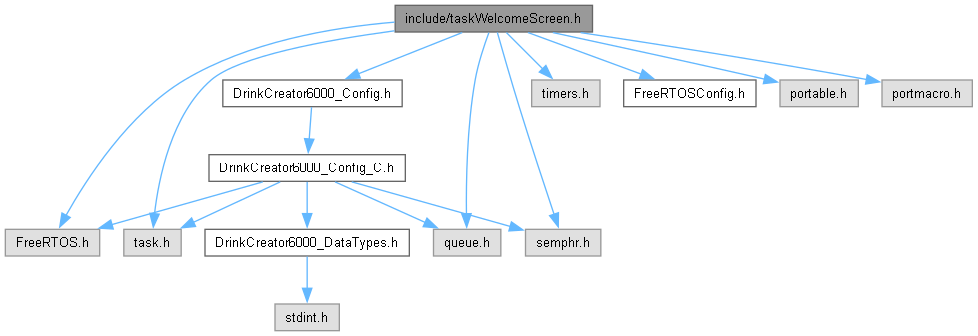 include/taskWelcomeScreen.h
DrinkCreator6000_Config.h
timers.h
FreeRTOSConfig.h
portable.h
portmacro.h
DrinkCreator6000_Config_C.h
FreeRTOS.h
task.h
DrinkCreator6000_DataTypes.h
queue.h
semphr.h
stdint.h